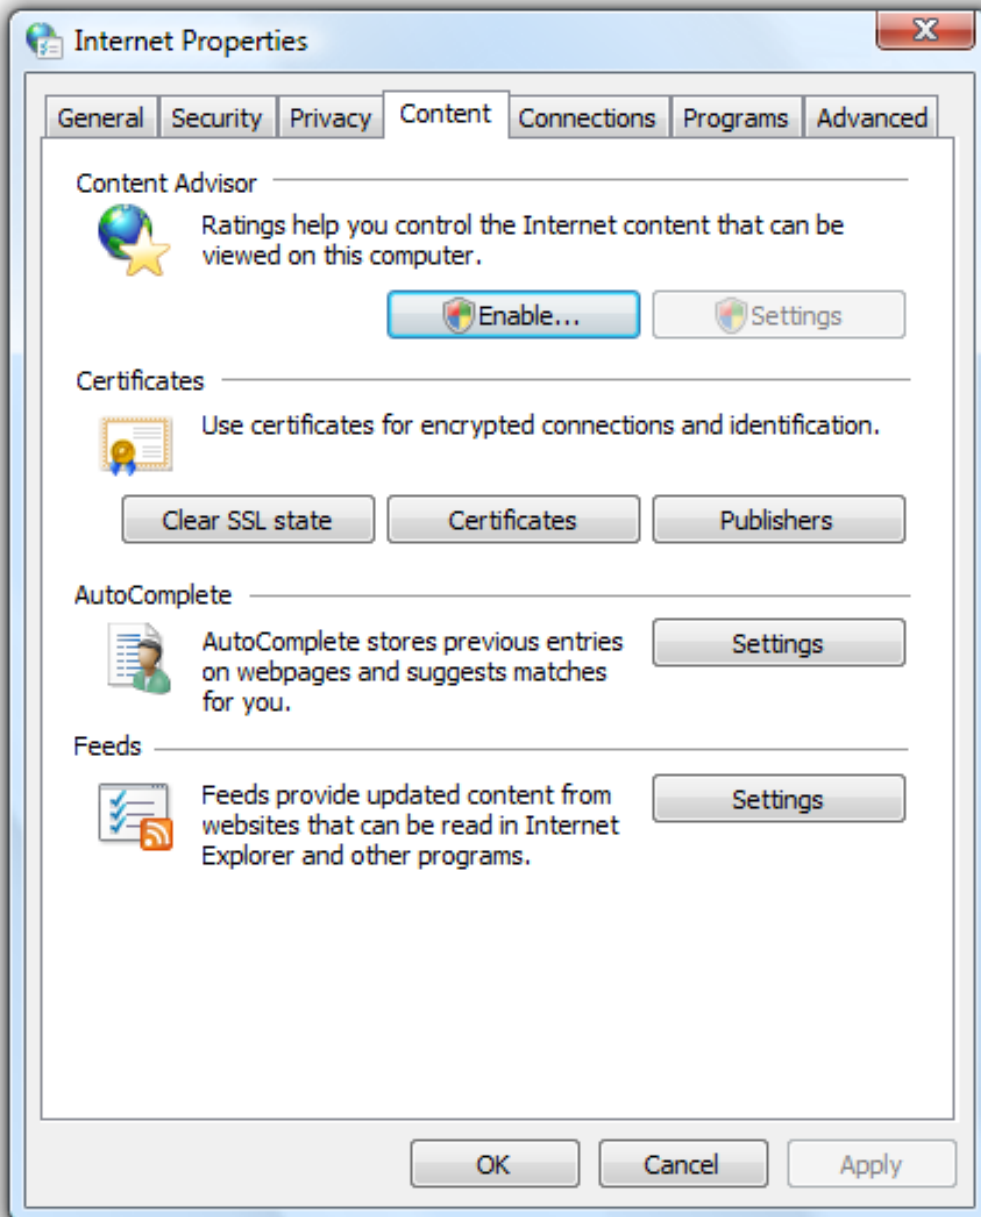 Internet Properties
General Security Privacy Content Connections Programs Advanced
Content Advisor
Ratings help you control the Internet content that can be
viewed on this computer.
Enable... Settings
Certificates
Use certificates for encrypted connections and identification.
Clear SSL state Certificates Publishers
AutoComplete
AutoComplete stores previous entries
on webpages and suggests matches
for you.
Settings
Feeds
Feeds provide updated content from
websites that can be read in Internet
Explorer and other programs.
Settings
OK Cancel Apply